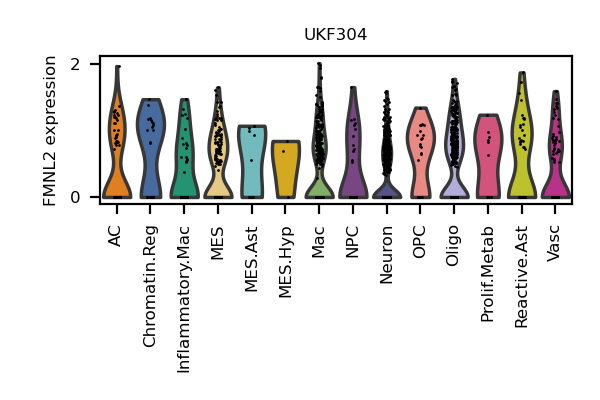 UKF304
FMNL2 expression
2
0
AC
Chromatin.Reg
Inflammatory.Mac
MES
MES.Ast
MES.Hyp
Mac
NPC
Neuron
OPC
Oligo
Prolif.Metab
Reactive.Ast
Vasc